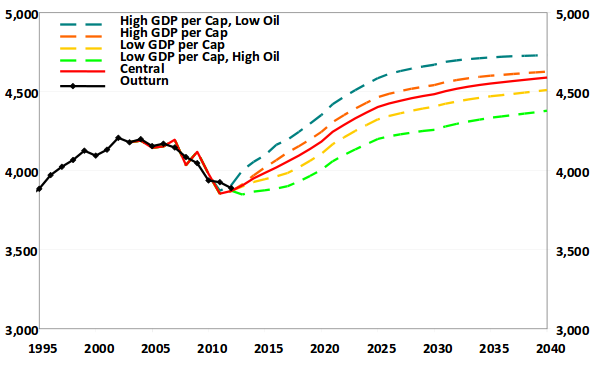 5,000
5,000
High GDP per Cap, Low Oil
High GDP per Cap
Low GDP per Cap
Low GDP per Cap, High Oil
Central
Outturn
4,500
4,500
4,000
4,000
3,500
3,500
3,000
3,000
1995 2000 2005 2010 2015 2020 2025 2030 2035 2040